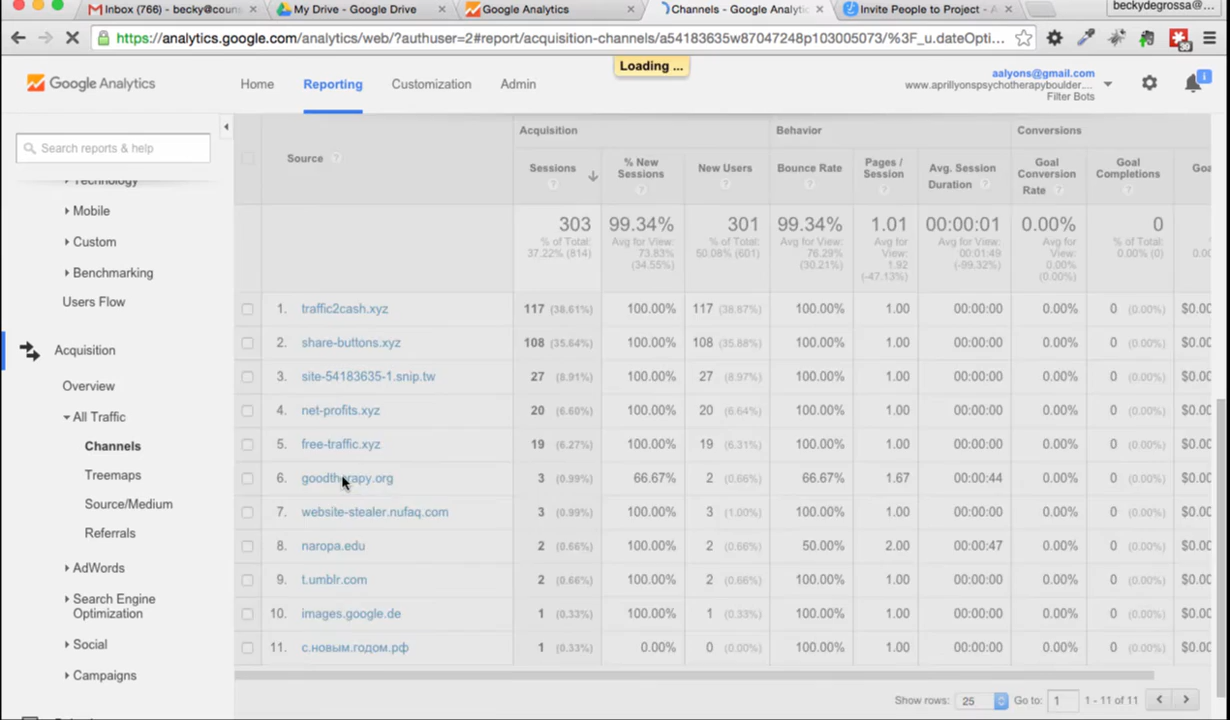 Inbox (766) - becky@coun
My Drive - Google Drive
Google Analytics
Channels - Google Analytic
Invite People to Project - A
beckydegrossa@...
https://analytics.google.com/analytics/web/?authuser=2#report/acquisition-channels/a54183635w87047248p103005073/%3F_u.dateOpti...
Loading ...
Google Analytics
Home
Reporting
Customization
Admin
aalyons@gmail.com
www.aprillyonspsychotherapyboulder....
Filter Bots
Search reports & help
Technology
Mobile
Custom
Benchmarking
Users Flow
Acquisition
Overview
All Traffic
Channels
Treemaps
Source/Medium
Referrals
AdWords
Search Engine
Optimization
Social
Campaigns
Acquisition Behavior Conversions
Source Sessions % New Sessions New Users Bounce Rate Pages / Session Avg. Session Duration Goal Conversion Rate Goal Completions Goa
303 99.34% 301 99.34% 1.01 00:00:01 0.00% 0
% of Total: 37.22% (814) Avg for View: 73.83% (34.55%) % of Total: 50.08% (601) Avg for View: 76.29% (30.21%) Avg for View: 1.92 (-47.13%) Avg for View: 00:01:49 (-99.32%) Avg for View: 0.00% (0.00%) % of Total: 0.00% (0) 0.00
1. traffic2cash.xyz 117 (38.61%) 100.00% 117 (38.87%) 100.00% 1.00 00:00:00 0.00% 0 (0.00%) $0.00
2. share-buttons.xyz 108 (35.64%) 100.00% 108 (35.88%) 100.00% 1.00 00:00:00 0.00% 0 (0.00%) $0.00
3. site-54183635-1.snip.tw 27 (8.91%) 100.00% 27 (8.97%) 100.00% 1.00 00:00:00 0.00% 0 (0.00%) $0.00
4. net-profits.xyz 20 (6.60%) 100.00% 20 (6.64%) 100.00% 1.00 00:00:00 0.00% 0 (0.00%) $0.00
5. free-traffic.xyz 19 (6.27%) 100.00% 19 (6.31%) 100.00% 1.00 00:00:00 0.00% 0 (0.00%) $0.00
6. goodtherapy.org 3 (0.99%) 66.67% 2 (0.66%) 66.67% 1.67 00:00:44 0.00% 0 (0.00%) $0.00
7. website-stealer.nufaq.com 3 (0.99%) 100.00% 3 (1.00%) 100.00% 1.00 00:00:00 0.00% 0 (0.00%) $0.00
8. naropa.edu 2 (0.66%) 100.00% 2 (0.66%) 50.00% 2.00 00:00:47 0.00% 0 (0.00%) $0.00
9. t.umblr.com 2 (0.66%) 100.00% 2 (0.66%) 100.00% 1.00 00:00:00 0.00% 0 (0.00%) $0.00
10. images.google.de 1 (0.33%) 100.00% 1 (0.33%) 100.00% 1.00 00:00:00 0.00% 0 (0.00%) $0.00
11. с.новым.годом.рф 1 (0.33%) 0.00% 0 (0.00%) 100.00% 1.00 00:00:00 0.00% 0 (0.00%) $0.00
Show rows: 25 Go to: 1 1 - 11 of 11